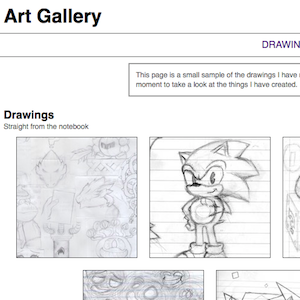 Art Gallery
DRAWIN
This page is a small sample of the drawings I have
moment to take a look at the things I have created.
Drawings
Straight from the notebook